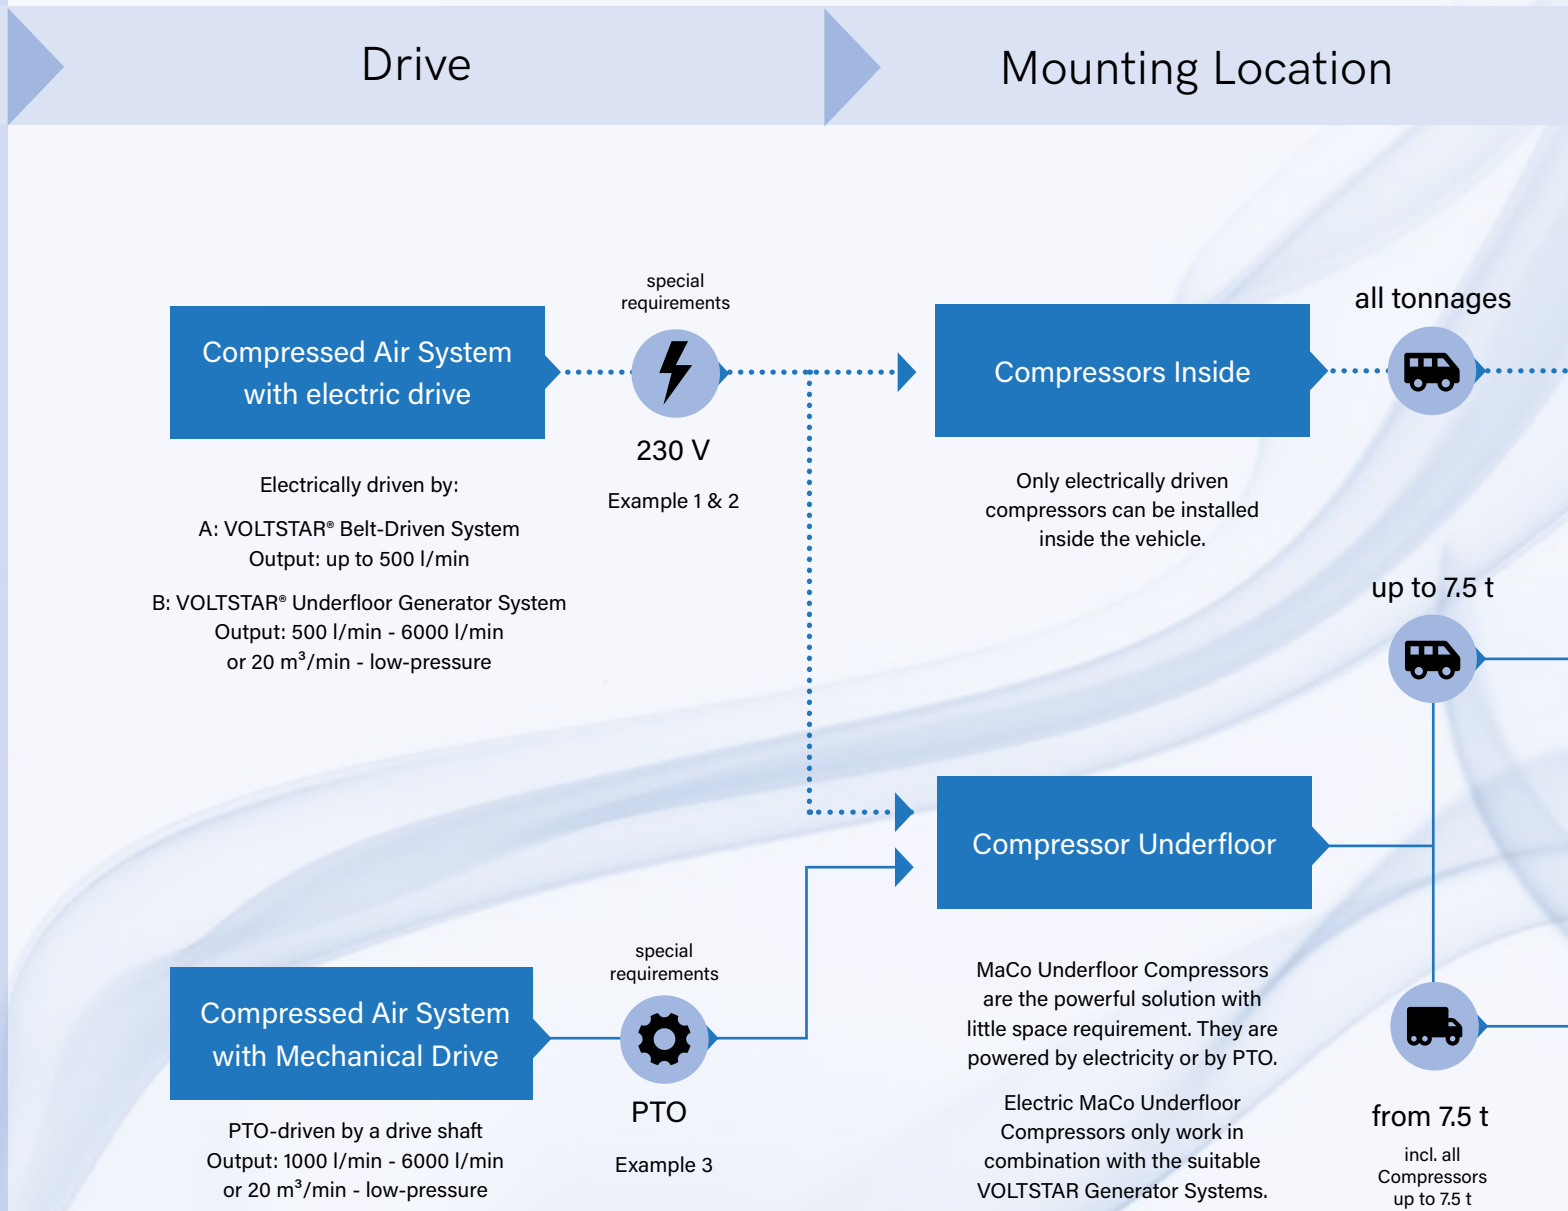 Drive
Mounting Location
special
requirements
Compressed Air System
with electric drive
230 V
Example 1 & 2
Electrically driven by:
A: VOLTSTAR® Belt-Driven System
Output: up to 500 l/min
B: VOLTSTAR® Underfloor Generator System
Output: 500 l/min - 6000 l/min
or 20 m³/min - low-pressure
Compressors Inside
all tonnages
Only electrically driven
compressors can be installed
inside the vehicle.
up to 7.5 t
Compressor Underfloor
special
requirements
Compressed Air System
with Mechanical Drive
PTO
Example 3
PTO-driven by a drive shaft
Output: 1000 l/min - 6000 l/min
or 20 m³/min - low-pressure
MaCo Underfloor Compressors
are the powerful solution with
little space requirement. They are
powered by electricity or by PTO.
Electric MaCo Underfloor
Compressors only work in
combination with the suitable
VOLTSTAR Generator Systems.
from 7.5 t
incl. all
Compressors
up to 7.5 t